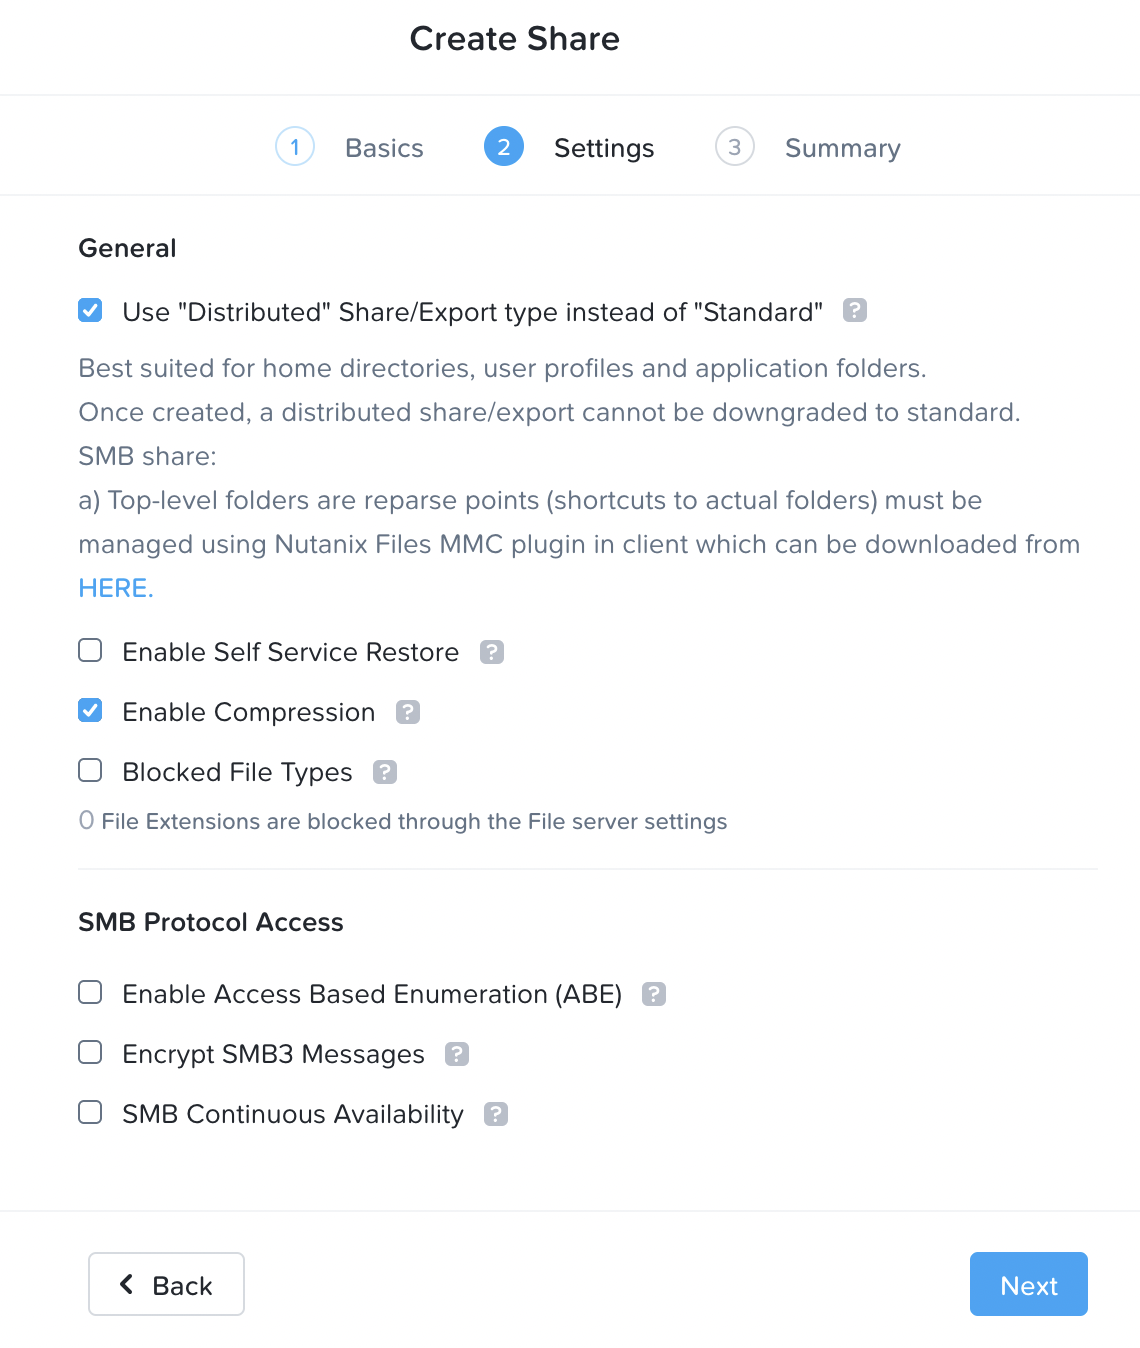 Create Share
1 Basics 2 Settings 3 Summary
General
Use "Distributed" Share/Export type instead of "Standard" ?
Best suited for home directories, user profiles and application folders.
Once created, a distributed share/export cannot be downgraded to standard.
SMB share:
a) Top-level folders are reparse points (shortcuts to actual folders) must be
managed using Nutanix Files MMC plugin in client which can be downloaded from
HERE.
Enable Self Service Restore ?
Enable Compression ?
Blocked File Types ?
0 File Extensions are blocked through the File server settings
SMB Protocol Access
Enable Access Based Enumeration (ABE) ?
Encrypt SMB3 Messages ?
SMB Continuous Availability ?
Back Next